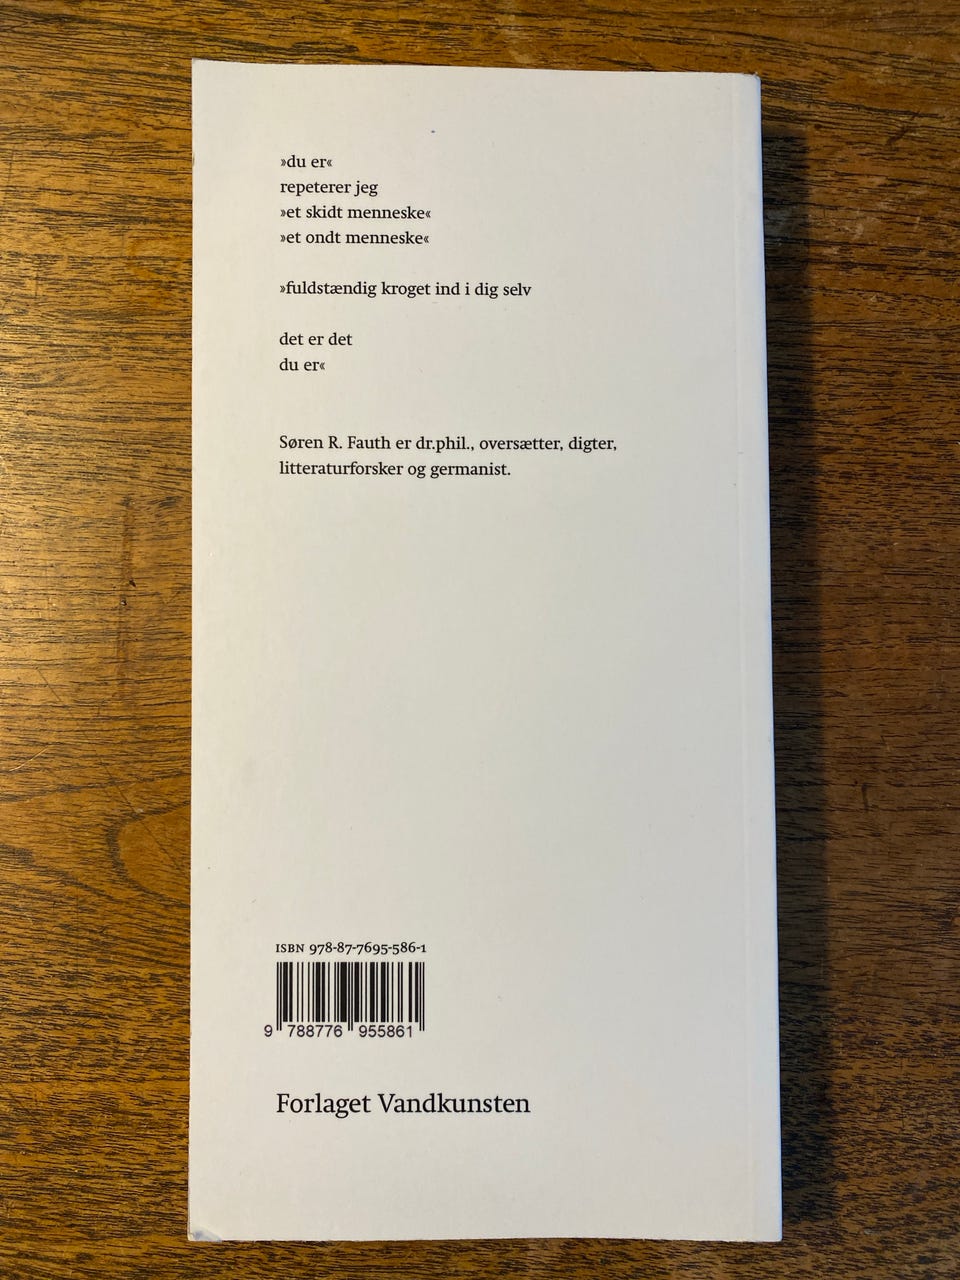 »du er«
repeterer jeg
»et skidt menneske«
»et ondt menneske«
»fuldstændig kroget ind i dig selv
det er det
du er«
Søren R. Fauth er dr.phil., oversætter, digter,
litteraturforsker og germanist.
ISBN 978-87-7695-586-1
9 788776 955861
Forlaget Vandkunsten